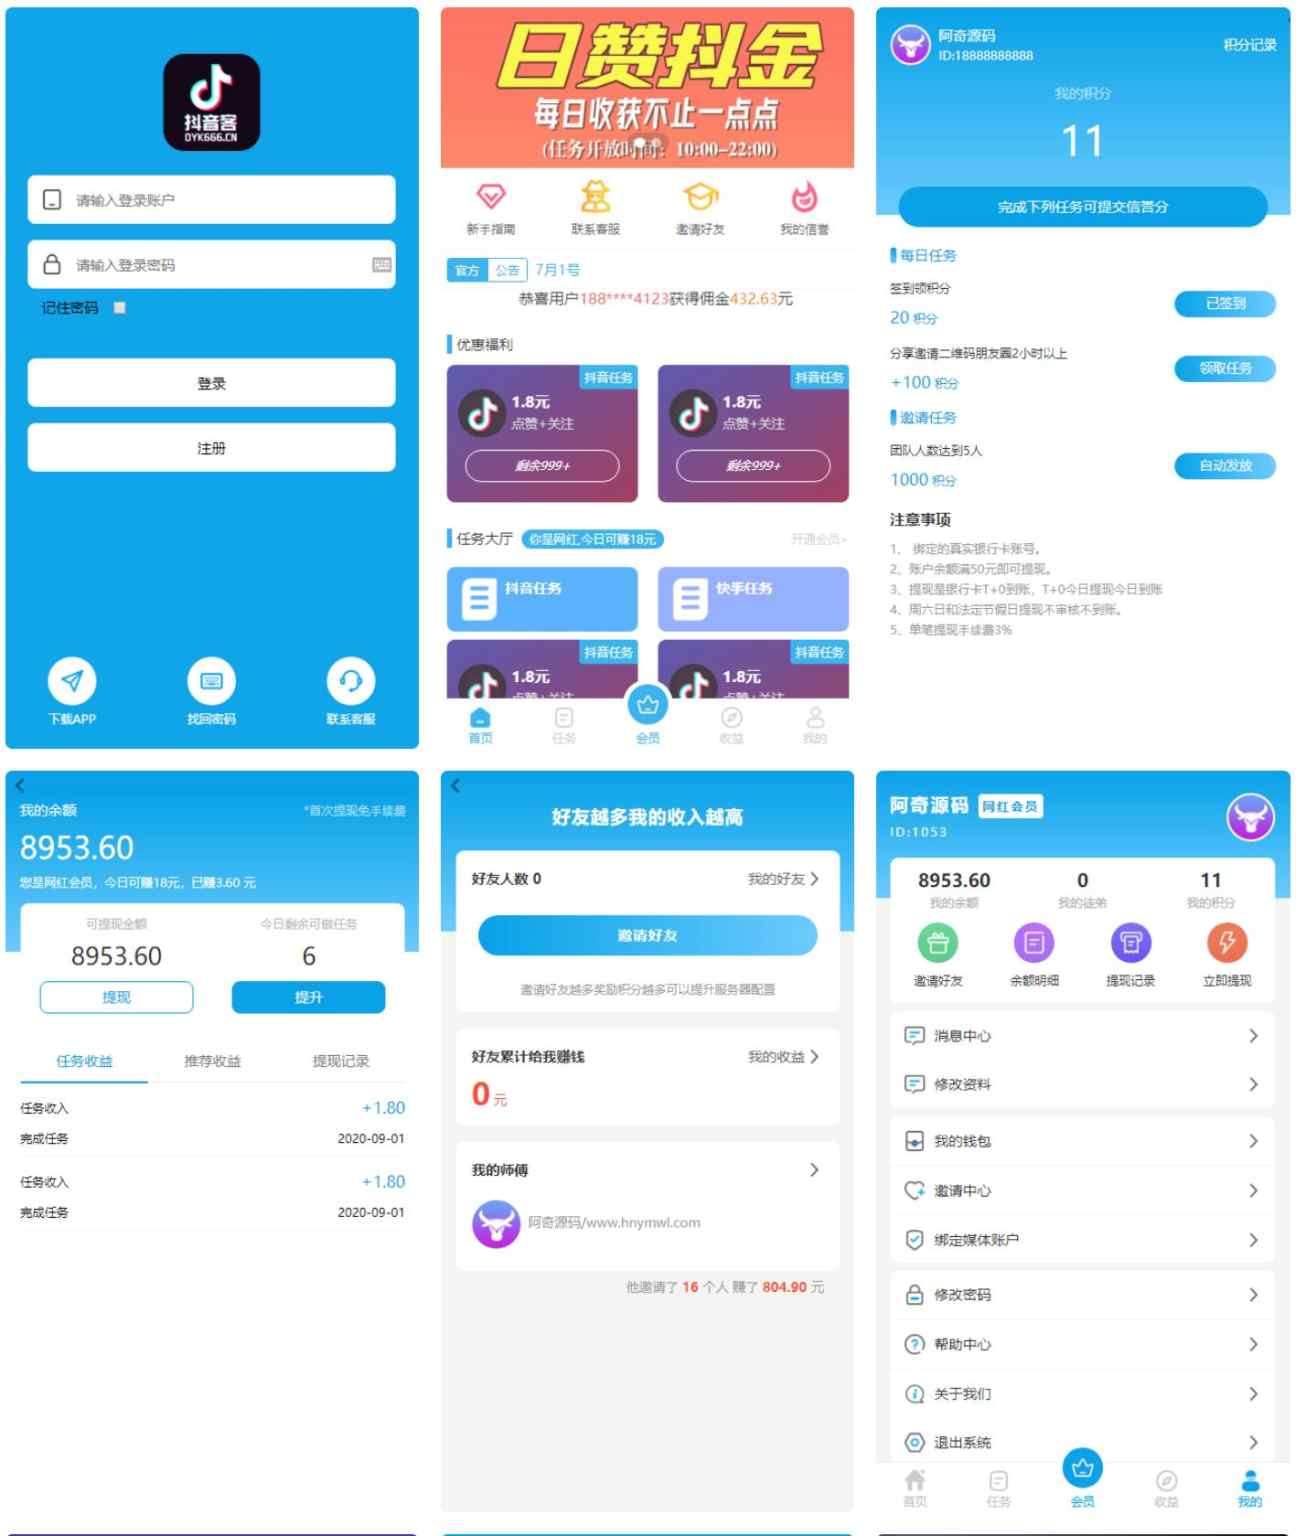 抖音客
DYK666.CN
请输入登录账户
请输入登录密码
记住密码
登录
注册
下载APP
找回密码
联系客服
日赞抖金
每日收获不止一点点
(任务开放时间：10:00-22:00)
新手指南
联系客服
邀请好友
我的信誉
官方 公告 7月1号
恭喜用户188****4123获得佣金432.63元
优惠福利
抖音任务
1.8元
点赞+关注
剩余999+
抖音任务
1.8元
点赞+关注
剩余999+
任务大厅 你是网红,今日可赚18元 开通会员>
抖音任务
快手任务
抖音任务
1.8元
点赞+关注
抖音任务
1.8元
点赞+关注
首页
任务
会员
收益
我的
阿奇源码
ID:18888888888
积分记录
我的积分
11
完成下列任务可提交信誉分
每日任务
签到领积分
20 积分
已签到
分享邀请二维码朋友圈2小时以上
+100 积分
领取任务
邀请任务
团队人数达到5人
1000 积分
自动发放
注意事项
1、 绑定的真实银行卡账号。
2、账户余额满50元即可提现。
3、提现是银行卡T+0到账，T+0今日提现今日到账
4、周六日和法定节假日提现不审核不到账。
5、单笔提现手续费3%
我的余额
*首次提现免手续费
8953.60
您是网红会员，今日可赚18元，已赚3.60 元
可提现金额
8953.60
提现
今日剩余可做任务
6
提升
任务收益 推荐收益 提现记录
任务收入 +1.80
完成任务 2020-09-01
任务收入 +1.80
完成任务 2020-09-01
好友越多我的收入越高
好友人数 0 我的好友
邀请好友
邀请好友越多奖励积分越多可以提升服务器配置
好友累计给我赚钱 我的收益
0 元
我的师傅
阿奇源码/www.hnymwl.com
他邀请了 16 个人 赚了 804.90 元
阿奇源码 网红会员
ID:1053
8953.60
我的余额
0
我的徒弟
11
我的积分
邀请好友
余额明细
提现记录
立即提现
消息中心
修改资料
我的钱包
邀请中心
绑定媒体账户
修改密码
帮助中心
关于我们
退出系统
首页
任务
会员
收益
我的